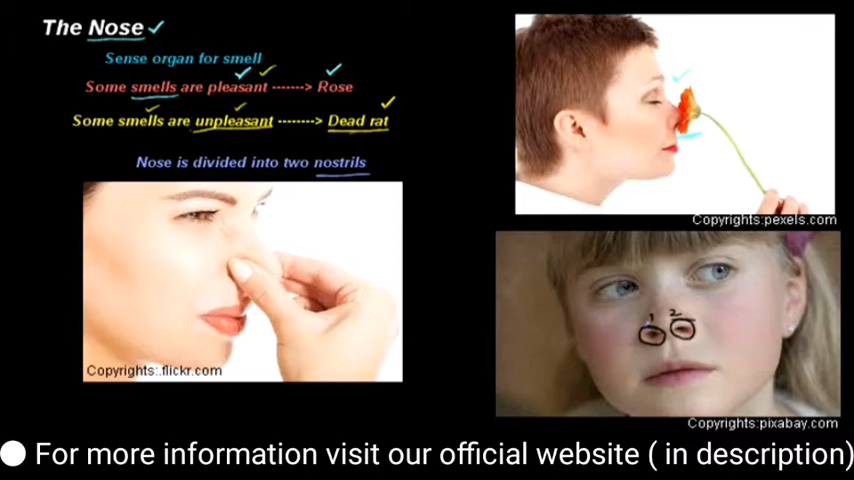 The Nose
Sense organ for smell
Some smells are pleasant -------> Rose
Some smells are unpleasant --------> Dead rat
Nose is divided into two nostrils
Copyrights:pexels.com
1 2
Copyrights:.flickr.com
Copyrights:pixabay.com
For more information visit our official website ( in description)